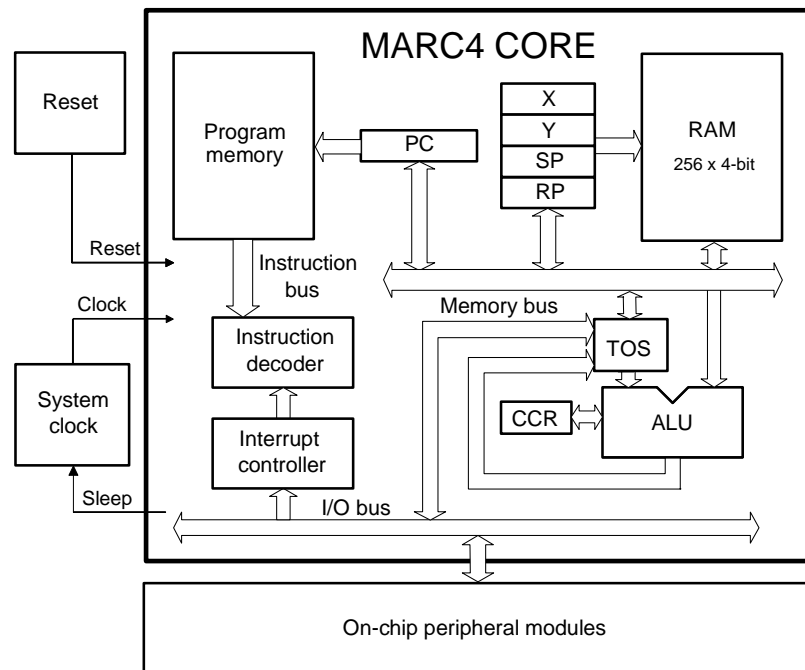 MARC4 CORE
Reset
Program
memory
PC
X
Y
SP
RP
RAM
256 x 4-bit
Reset
Instruction
bus
Clock
Memory bus
Instruction
decoder
TOS
System
clock
CCR
ALU
Interrupt
controller
Sleep
I/O bus
On-chip peripheral modules